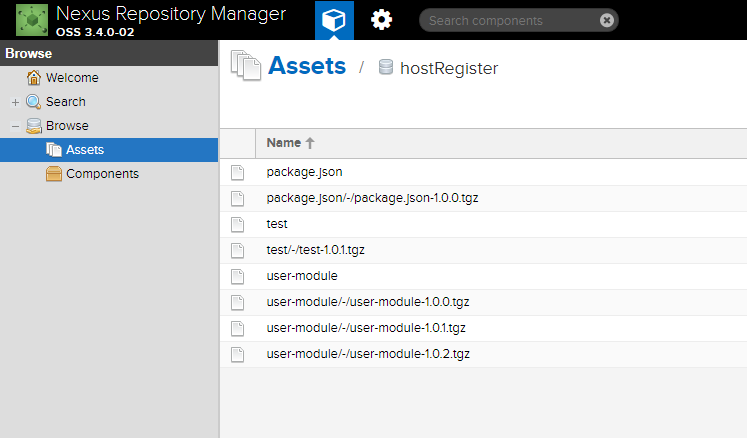 Nexus Repository Manager
OSS 3.4.0-02
Search components
Browse
Welcome
Search
Browse
Assets
Components
Assets / hostRegister
Name
package.json
package.json/-/package.json-1.0.0.tgz
test
test/-/test-1.0.1.tgz
user-module
user-module/-/user-module-1.0.0.tgz
user-module/-/user-module-1.0.1.tgz
user-module/-/user-module-1.0.2.tgz